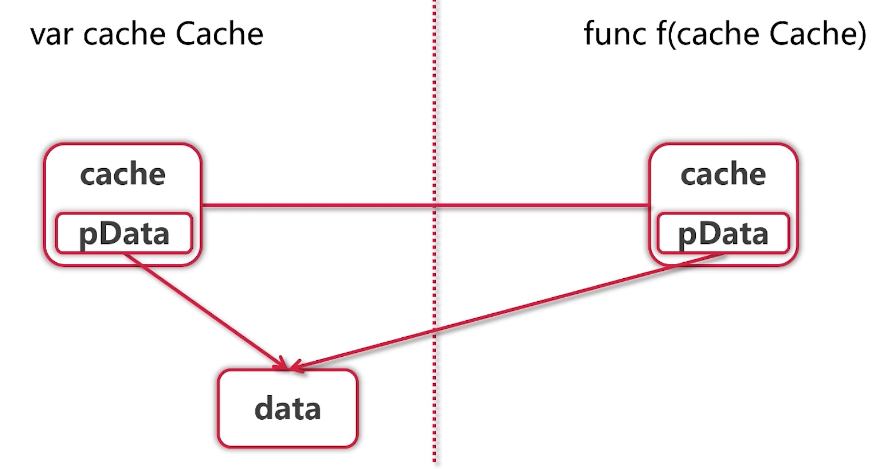 var cache Cache
func f(cache Cache)
cache
pData
cache
pData
data